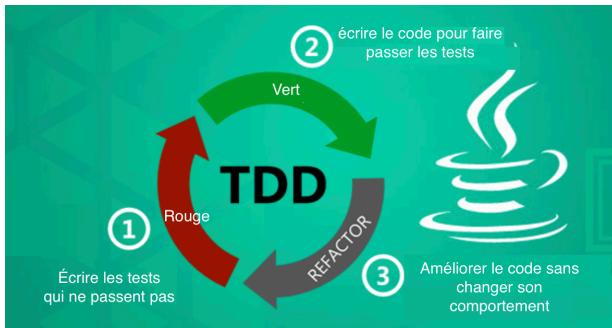 2
écrire le code pour faire
passer les tests
Vert
TDD
1
Rouge
REFACTOR
3
Écrire les tests
qui ne passent pas
Améliorer le code sans
changer son
comportement